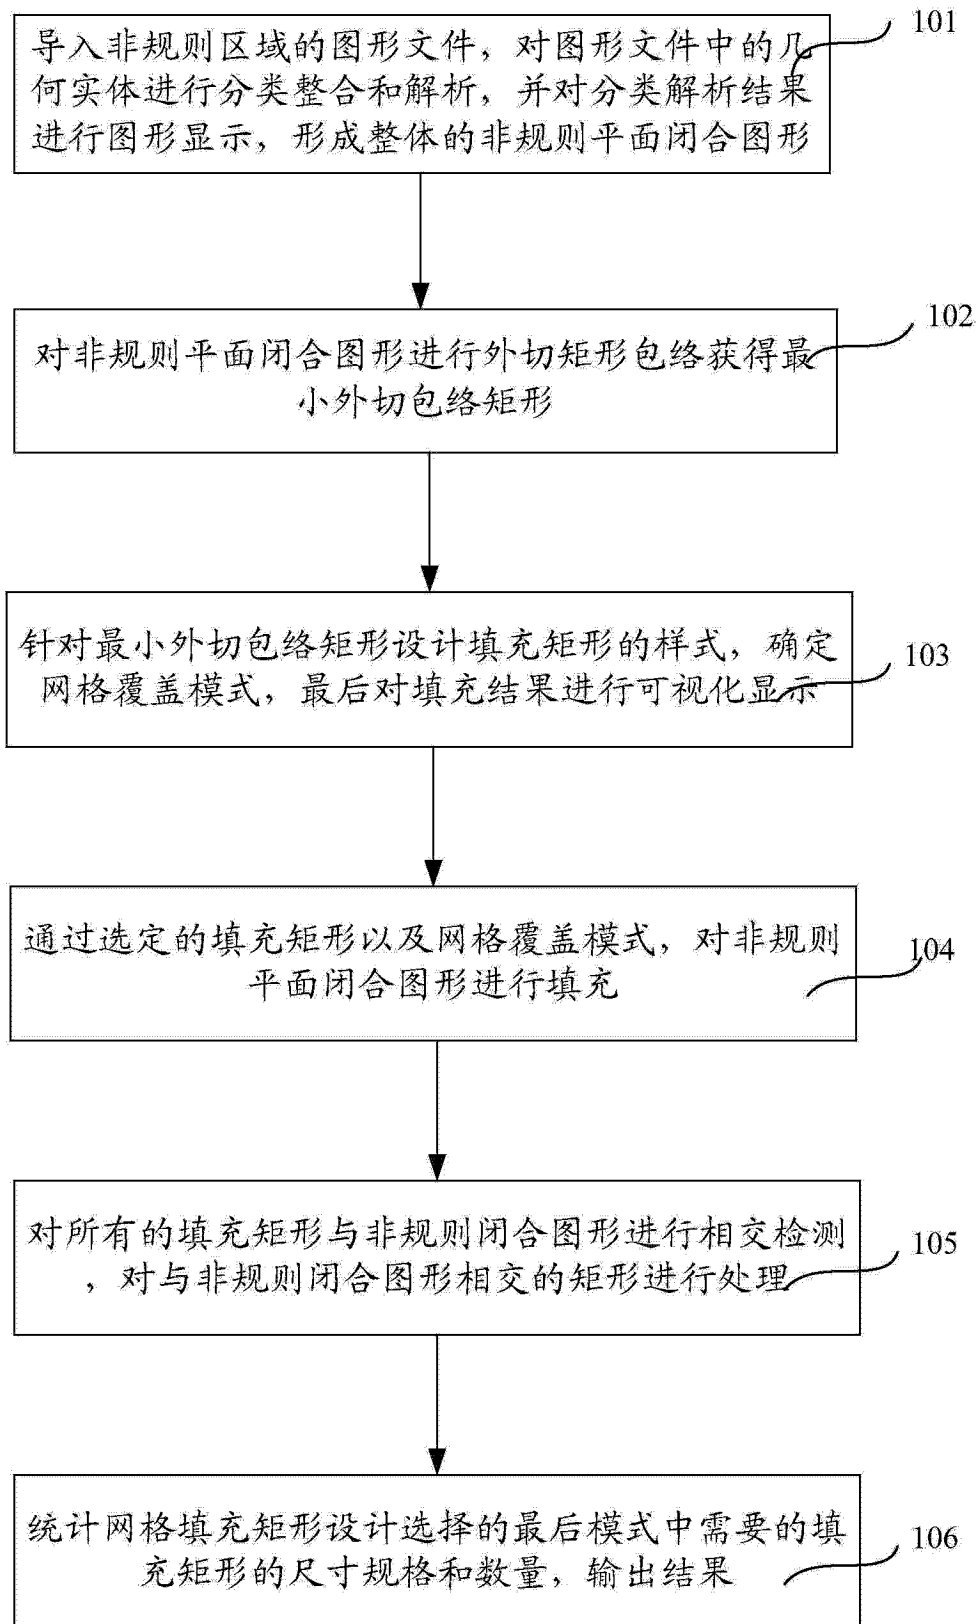 导入非规则区域的图形文件，对图形文件中的几
何实体进行分类整合和解析，并对分类解析结果
进行图形显示，形成整体的非规则平面闭合图形
101
对非规则平面闭合图形进行外切矩形包络获得最
小外切包络矩形
102
针对最小外切包络矩形设计填充矩形的样式，确定
网格覆盖模式，最后对填充结果进行可视化显示
103
通过选定的填充矩形以及网格覆盖模式，对非规则
平面闭合图形进行填充
104
对所有的填充矩形与非规则闭合图形进行相交检测
，对与非规则闭合图形相交的矩形进行处理
105
统计网格填充矩形设计选择的最后模式中需要的填
充矩形的尺寸规格和数量，输出结果
106